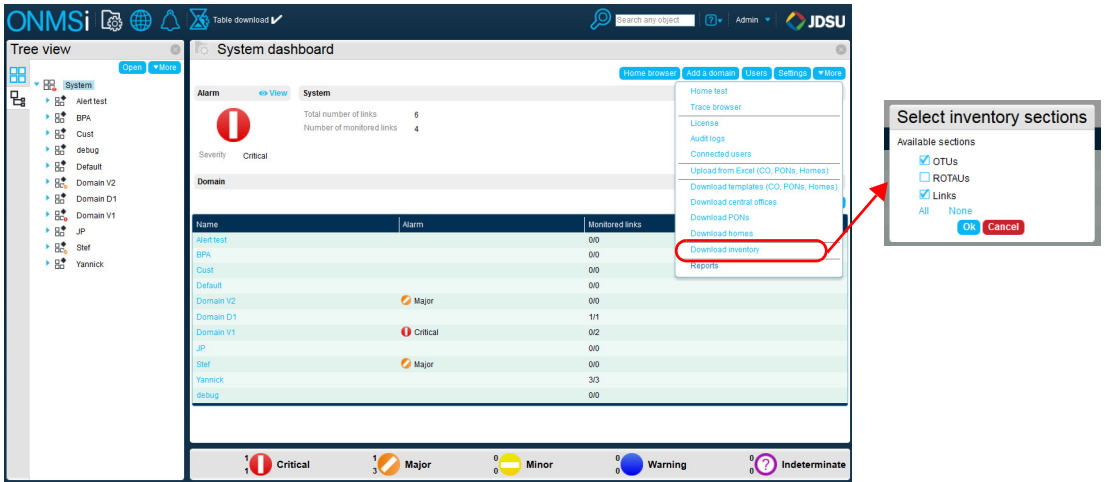 ONMSi Table download Search any object ? Admin JDSU
Tree view
Open More
System
Alert test
BPA
Cust
debug
Default
Domain V2
Domain D1
Domain V1
JP
Stef
Yannick
System dashboard
Home browser Add a domain Users Settings More
Alarm View
Severity Critical
System
Total number of links 6
Number of monitored links 4
Domain
Name Alarm Monitored links
Alert test 0/0
BPA 0/0
Cust 0/0
Default 0/0
Domain V2 Major 0/0
Domain D1 1/1
Domain V1 Critical 0/2
JP 0/0
Stef Major 0/0
Yannick 3/3
debug 0/0
Home test
Trace browser
License
Audit logs
Connected users
Upload from Excel (CO, PONs, Homes)
Download templates (CO, PONs, Homes)
Download central offices
Download PONs
Download homes
Download inventory
Reports
1 1 Critical 1 3 Major 0 0 Minor 0 0 Warning 0 0 ? Indeterminate
Select inventory sections
Available sections
OTUs
ROTAUs
Links
All None
Ok Cancel